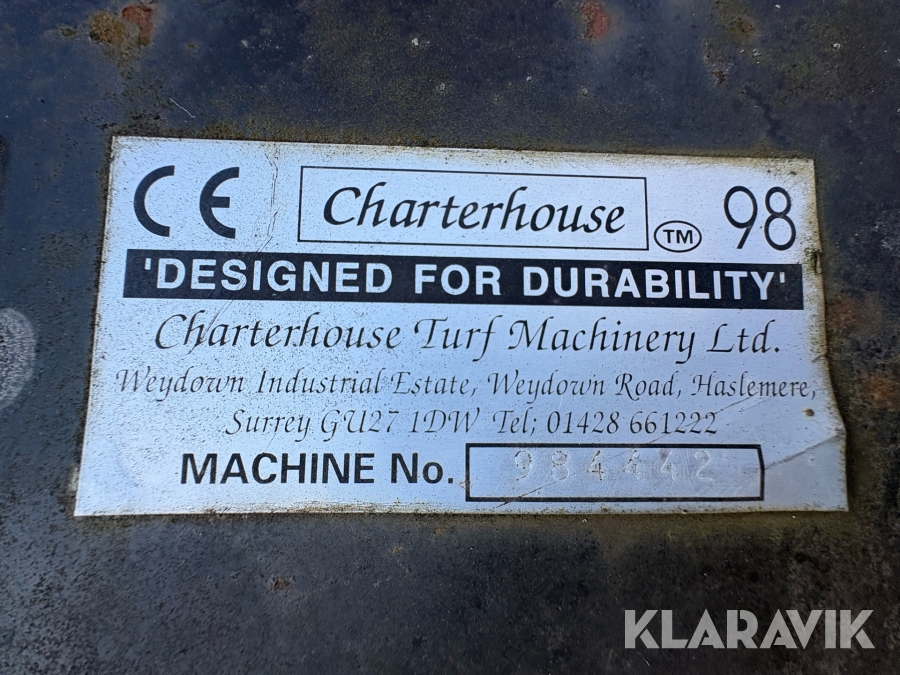 CE Charterhouse TM 98
'DESIGNED FOR DURABILITY'
Charterhouse Turf Machinery Ltd.
Weydown Industrial Estate, Weydown Road, Haslemere,
Surrey GU27 1DW Tel; 01428 661222
MACHINE No. 984442
KLARAVIK